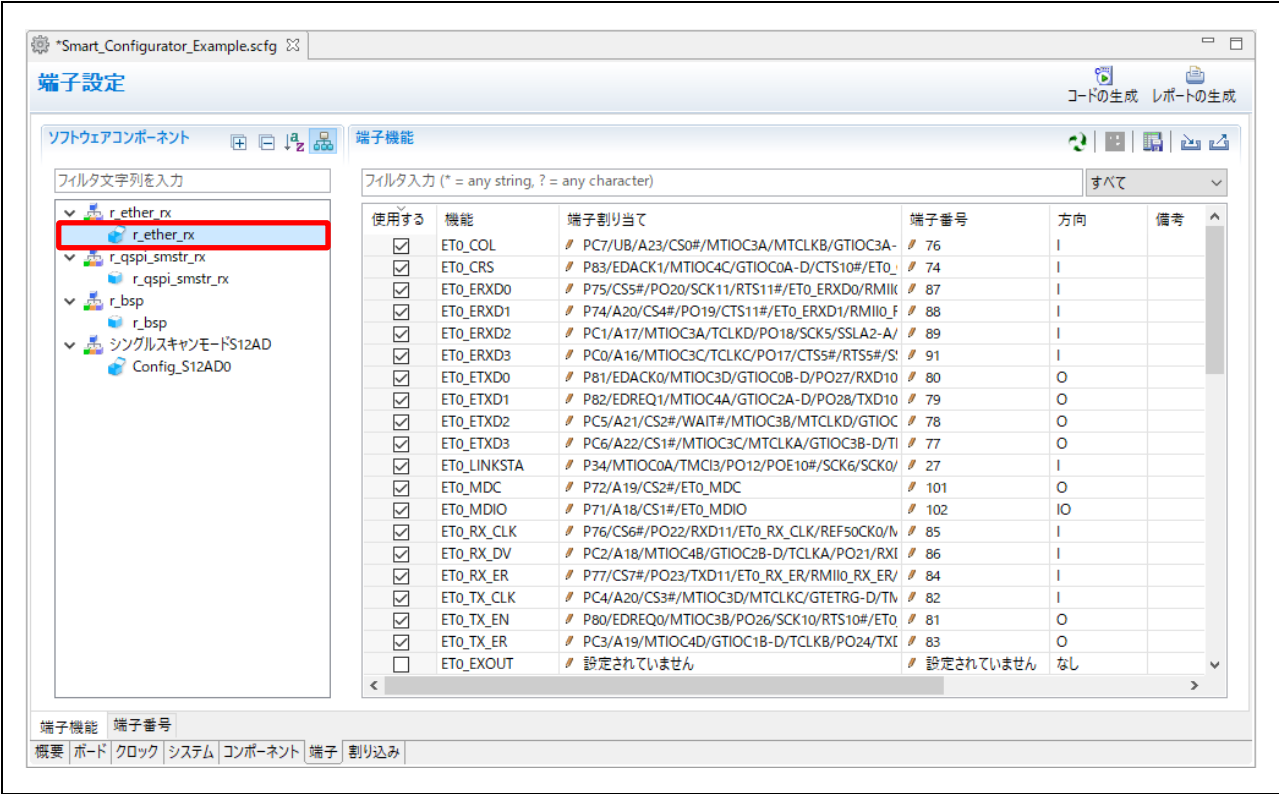 *Smart_Configurator_Example.scfg
端子設定
コードの生成 レポートの生成
ソフトウェアコンポーネント
端子機能
フィルタ文字列を入力
フィルタ入力 (* = any string, ? = any character)
すべて
r_ether_rx
r_ether_rx
r_qspi_smstr_rx
r_qspi_smstr_rx
r_bsp
r_bsp
シングルスキャンモードS12AD
Config_S12AD0
使用する 機能 端子割り当て 端子番号 方向 備考
ET0_COL PC7/UB/A23/CS0#/MTIOC3A/MTCLKB/GTIOC3A- 76 I
ET0_CRS P83/EDACK1/MTIOC4C/GTIOC0A-D/CTS10#/ET0_ 74 I
ET0_ERXD0 P75/CS5#/PO20/SCK11/RTS11#/ET0_ERXD0/RMII 87 I
ET0_ERXD1 P74/A20/CS4#/PO19/CTS11#/ET0_ERXD1/RMII0_ 88 I
ET0_ERXD2 PC1/A17/MTIOC3A/TCLKD/PO18/SCK5/SSLA2-A/ 89 I
ET0_ERXD3 PC0/A16/MTIOC3C/TCLKC/PO17/CTS5#/RTS5#/S 91 I
ET0_ETXD0 P81/EDACK0/MTIOC3D/GTIOC0B-D/PO27/RXD10 80 O
ET0_ETXD1 P82/EDREQ1/MTIOC4A/GTIOC2A-D/PO28/TXD10 79 O
ET0_ETXD2 PC5/A21/CS2#/WAIT#/MTIOC3B/MTCLKD/GTIOC 78 O
ET0_ETXD3 PC6/A22/CS1#/MTIOC3C/MTCLKA/GTIOC3B-D/T 77 O
ET0_LINKSTA P34/MTIOC0A/TMCI3/PO12/POE10#/SCK6/SCK0/ 27 I
ET0_MDC P72/A19/CS2#/ET0_MDC 101 O
ET0_MDIO P71/A18/CS1#/ET0_MDIO 102 IO
ET0_RX_CLK P76/CS6#/PO22/RXD11/ET0_RX_CLK/REF50CK0/ 85 I
ET0_RX_DV PC2/A18/MTIOC4B/GTIOC2B-D/TCLKA/PO21/RX 86 I
ET0_RX_ER P77/CS7#/PO23/TXD11/ET0_RX_ER/RMII0_RX_ER/ 84 I
ET0_TX_CLK PC4/A20/CS3#/MTIOC3D/MTCLKC/GTETRG-D/T 82 I
ET0_TX_EN P80/EDREQ0/MTIOC3B/PO26/SCK10/RTS10#/ET0_ 81 O
ET0_TX_ER PC3/A19/MTIOC4D/GTIOC1B-D/TCLKB/PO24/TX 83 O
ET0_EXOUT 設定されていません 設定されていません なし
端子機能 端子番号
概要 ボード クロック システム コンポーネント 端子 割り込み